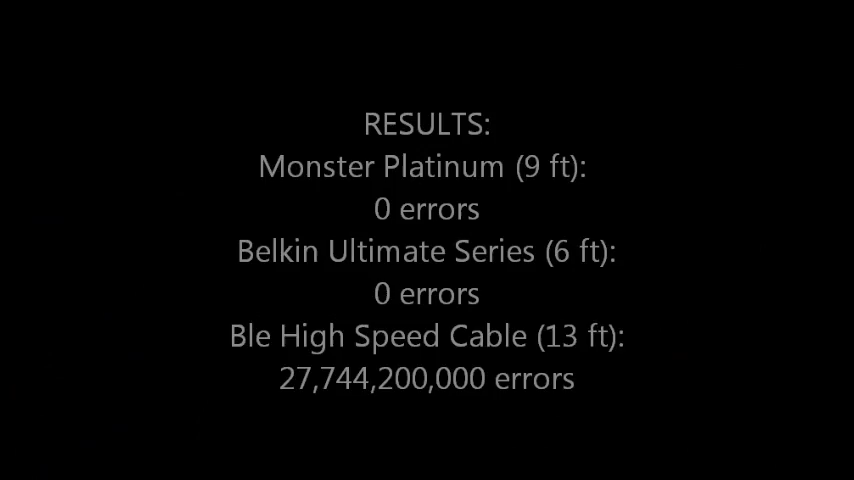 RESULTS:
Monster Platinum (9 ft):
0 errors
Belkin Ultimate Series (6 ft):
0 errors
Ble High Speed Cable (13 ft):
27,744,200,000 errors